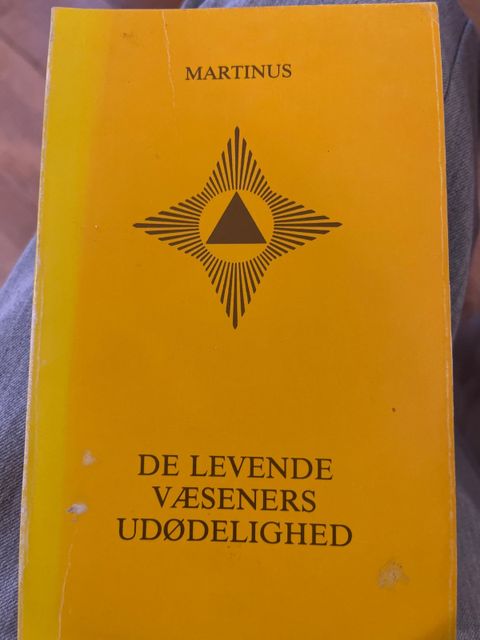 MARTINUS
DE LEVENDE
VÆSENERS
UDØDELIGHED